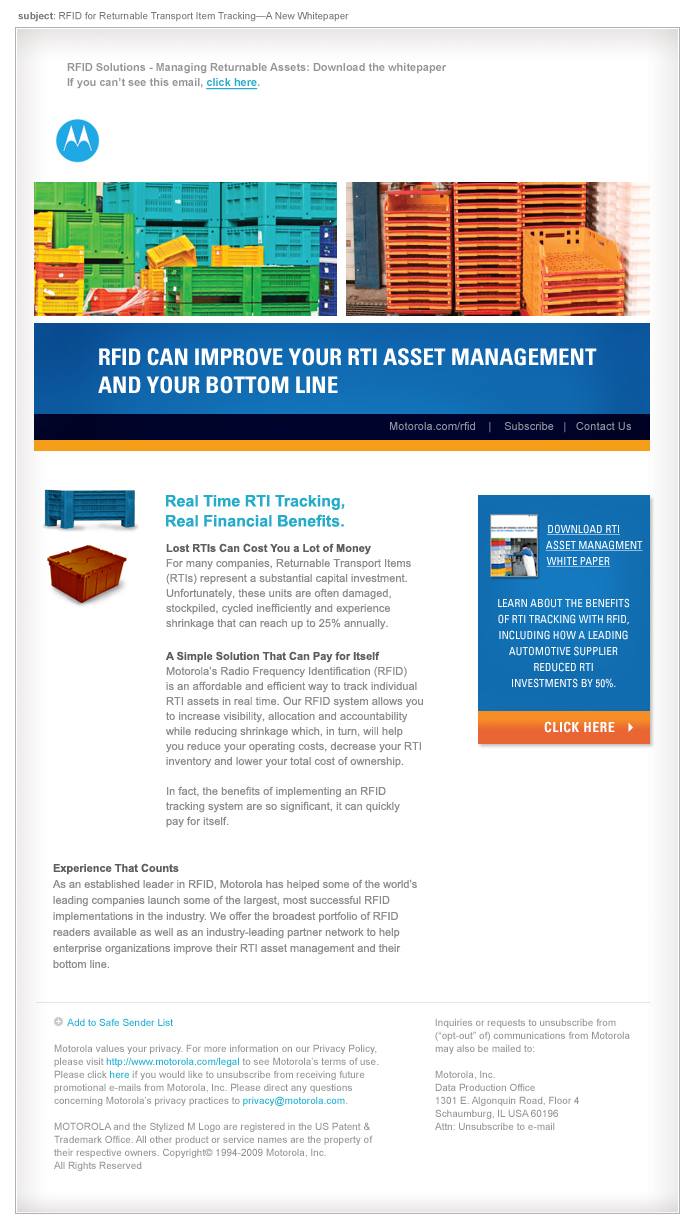 subject: RFID for Returnable Transport Item Tracking—A New Whitepaper
RFID Solutions - Managing Returnable Assets: Download the whitepaper
If you can't see this email, click here.
RFID CAN IMPROVE YOUR RTI ASSET MANAGEMENT
AND YOUR BOTTOM LINE
Motorola.com/rfid | Subscribe | Contact Us
Real Time RTI Tracking,
Real Financial Benefits.
Lost RTIs Can Cost You a Lot of Money
For many companies, Returnable Transport Items
(RTIs) represent a substantial capital investment.
Unfortunately, these units are often damaged,
stockpiled, cycled inefficiently and experience
shrinkage that can reach up to 25% annually.
A Simple Solution That Can Pay for Itself
Motorola's Radio Frequency Identification (RFID)
is an affordable and efficient way to track individual
RTI assets in real time. Our RFID system allows you
to increase visibility, allocation and accountability
while reducing shrinkage which, in turn, will help
you reduce your operating costs, decrease your RTI
inventory and lower your total cost of ownership.
In fact, the benefits of implementing an RFID
tracking system are so significant, it can quickly
pay for itself.
DOWNLOAD RTI
ASSET MANAGMENT
WHITE PAPER
LEARN ABOUT THE BENEFITS
OF RTI TRACKING WITH RFID,
INCLUDING HOW A LEADING
AUTOMOTIVE SUPPLIER
REDUCED RTI
INVESTMENTS BY 50%.
CLICK HERE
Experience That Counts
As an established leader in RFID, Motorola has helped some of the world's
leading companies launch some of the largest, most successful RFID
implementations in the industry. We offer the broadest portfolio of RFID
readers available as well as an industry-leading partner network to help
enterprise organizations improve their RTI asset management and their
bottom line.
Add to Safe Sender List
Motorola values your privacy. For more information on our Privacy Policy,
please visit http://www.motorola.com/legal to see Motorola's terms of use.
Please click here if you would like to unsubscribe from receiving future
promotional e-mails from Motorola, Inc. Please direct any questions
concerning Motorola's privacy practices to privacy@motorola.com.
MOTOROLA and the Stylized M Logo are registered in the US Patent &
Trademark Office. All other product or service names are the property of
their respective owners. Copyright© 1994-2009 Motorola, Inc.
All Rights Reserved
Inquiries or requests to unsubscribe from
("opt-out" of) communications from Motorola
may also be mailed to:
Motorola, Inc.
Data Production Office
1301 E. Algonquin Road, Floor 4
Schaumburg, IL USA 60196
Attn: Unsubscribe to e-mail